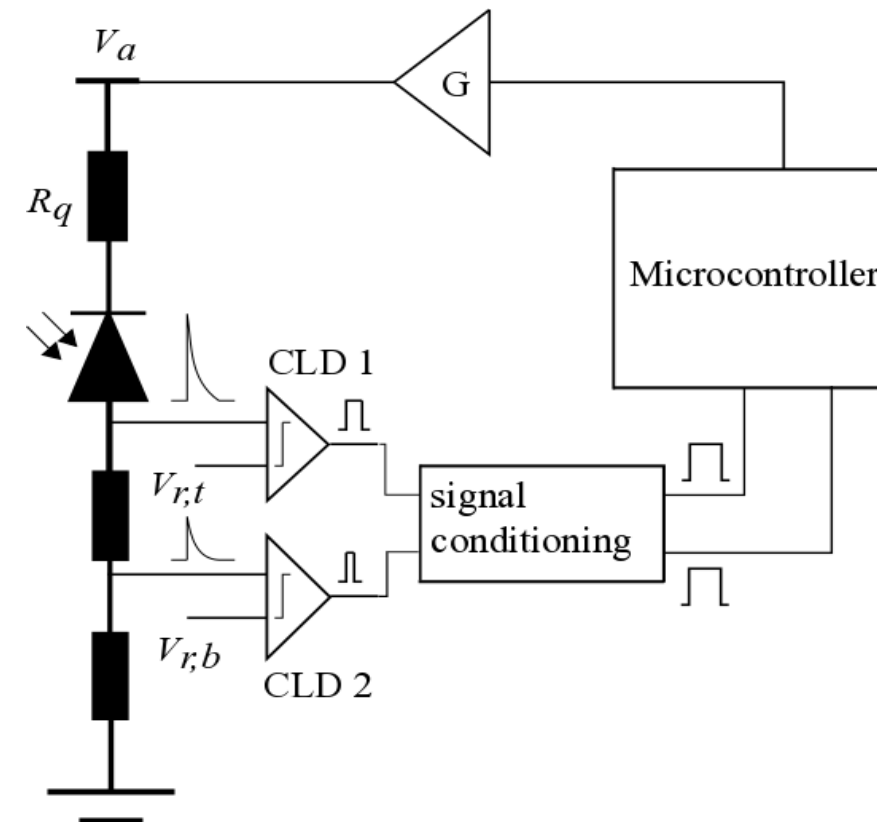 Va
G
Rq
Microcontroller
CLD 1
Vr,t
signal
conditioning
Vr,b
CLD 2